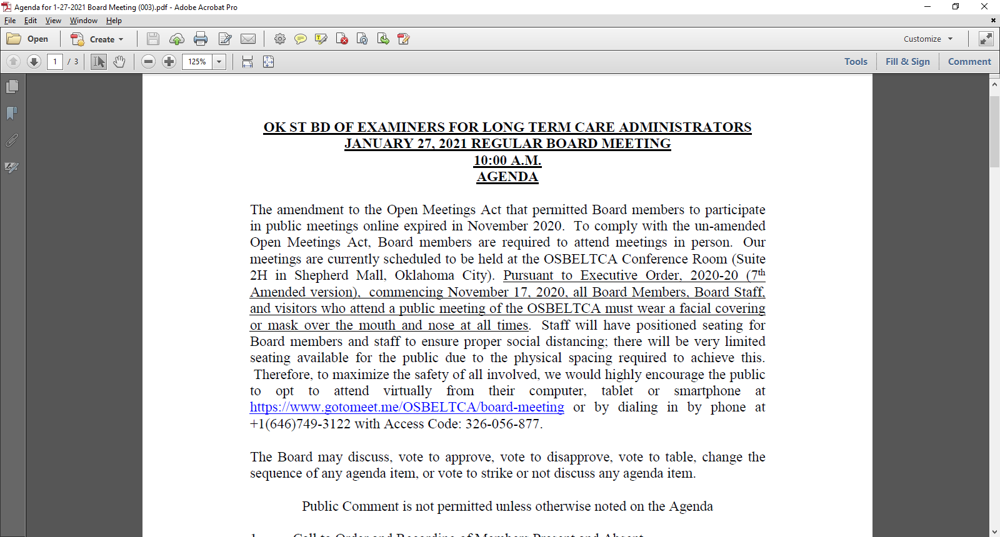 Agenda for 1-27-2021 Board Meeting (003).pdf - Adobe Acrobat Pro
File Edit View Window Help
Open Create Customize
1 / 3 125% Tools Fill & Sign Comment
OK ST BD OF EXAMINERS FOR LONG TERM CARE ADMINISTRATORS
JANUARY 27, 2021 REGULAR BOARD MEETING
10:00 A.M.
AGENDA
The amendment to the Open Meetings Act that permitted Board members to participate
in public meetings online expired in November 2020. To comply with the un-amended
Open Meetings Act, Board members are required to attend meetings in person. Our
meetings are currently scheduled to be held at the OSBELTCA Conference Room (Suite
2H in Shepherd Mall, Oklahoma City). Pursuant to Executive Order, 2020-20 (7th
Amended version), commencing November 17, 2020, all Board Members, Board Staff,
and visitors who attend a public meeting of the OSBELTCA must wear a facial covering
or mask over the mouth and nose at all times. Staff will have positioned seating for
Board members and staff to ensure proper social distancing; there will be very limited
seating available for the public due to the physical spacing required to achieve this.
Therefore, to maximize the safety of all involved, we would highly encourage the public
to opt to attend virtually from their computer, tablet or smartphone at
https://www.gotomeet.me/OSBELTCA/board-meeting or by dialing in by phone at
+1(646)749-3122 with Access Code: 326-056-877.
The Board may discuss, vote to approve, vote to disapprove, vote to table, change the
sequence of any agenda item, or vote to strike or not discuss any agenda item.
Public Comment is not permitted unless otherwise noted on the Agenda
1. Call to Order and Recording of Members Present and Absent